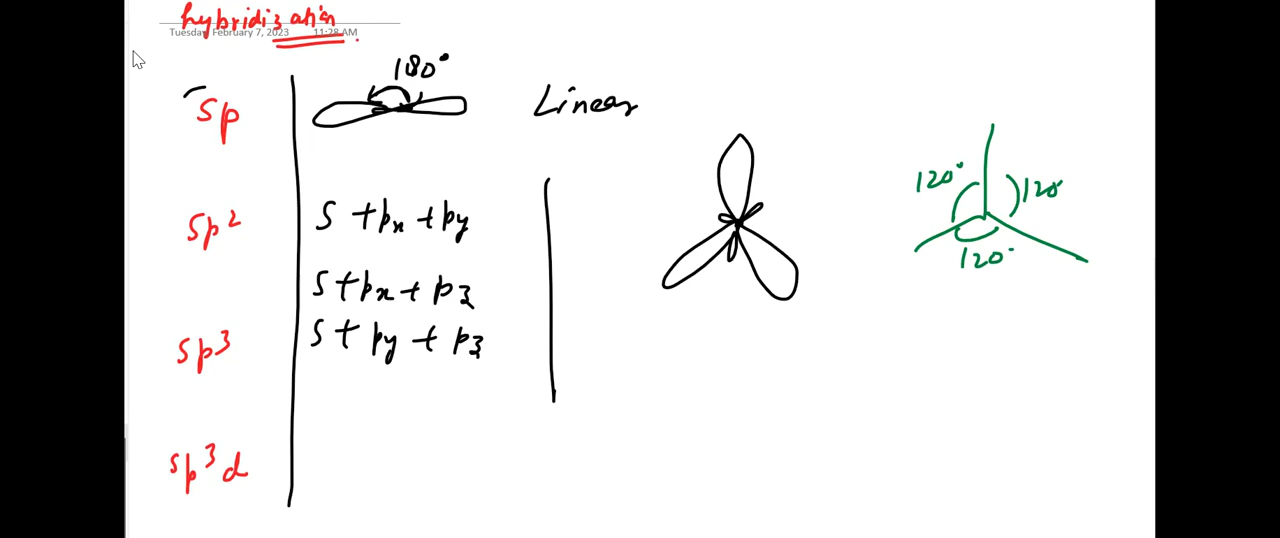 hybridization
Tuesday February 7, 2023 11:28 AM
180°
sp
Linear
120° 120
sp²
s + px + py
120°
s + px + pz
sp³
s + py + pz
sp³d